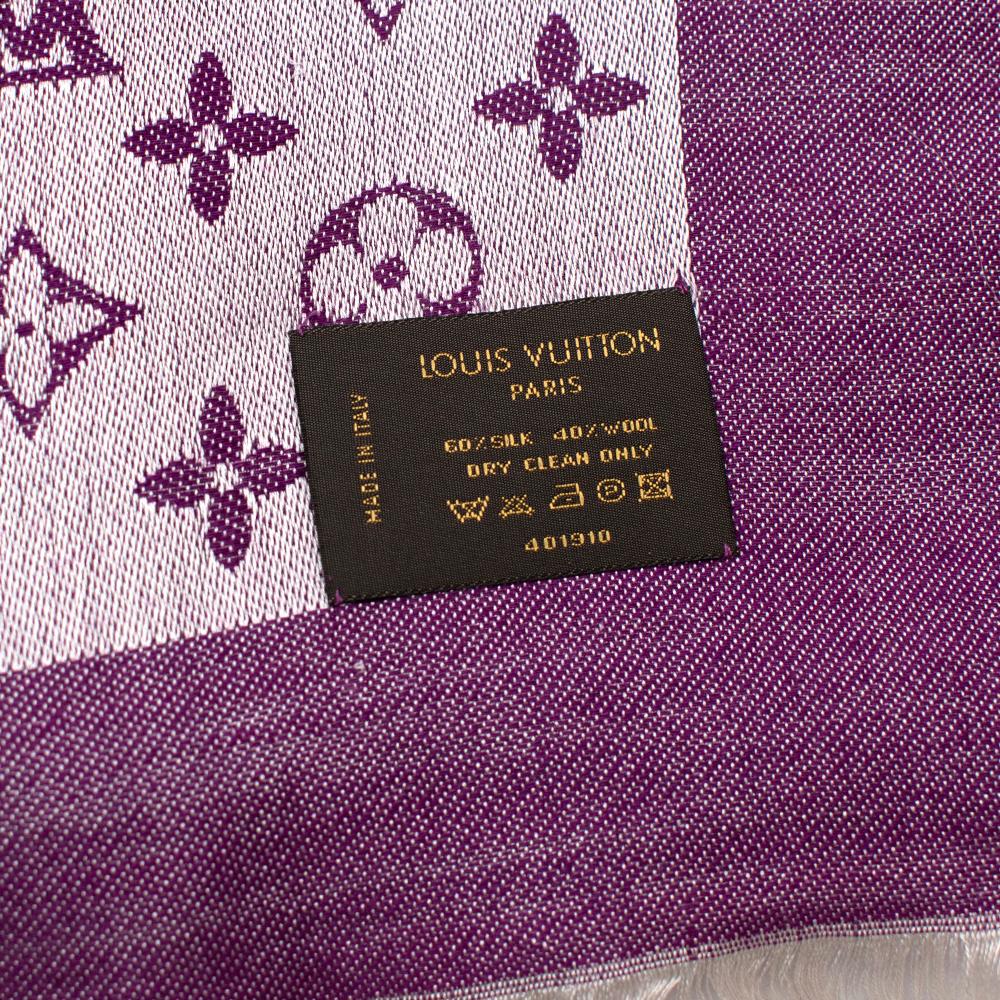 LOUIS VUITTON
PARIS
MADE IN ITALY
60% SILK 40% WOOL
DRY CLEAN ONLY
401910